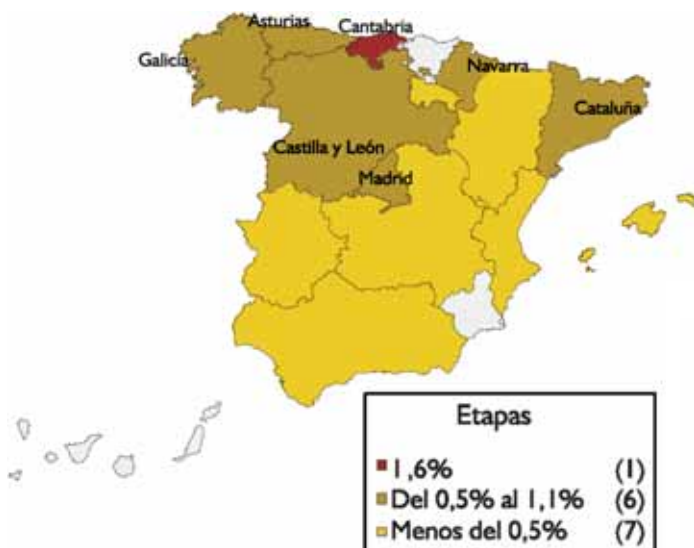 Asturias
Cantabria
Galicia
Navarra
Cataluña
Castilla y León
Madrid
Etapas
1,6% (1)
Del 0,5% al 1,1% (6)
Menos del 0,5% (7)